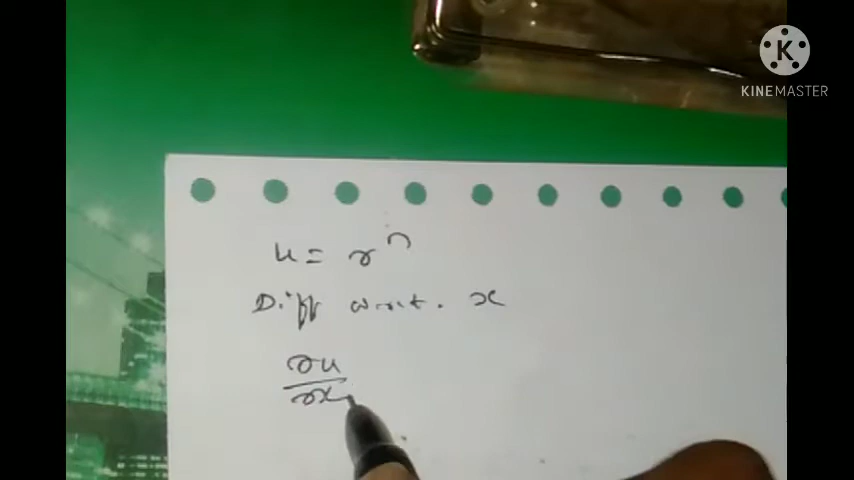 K
KINEMASTER
u = r^n
Diff w.r.t. x
∂u
∂x